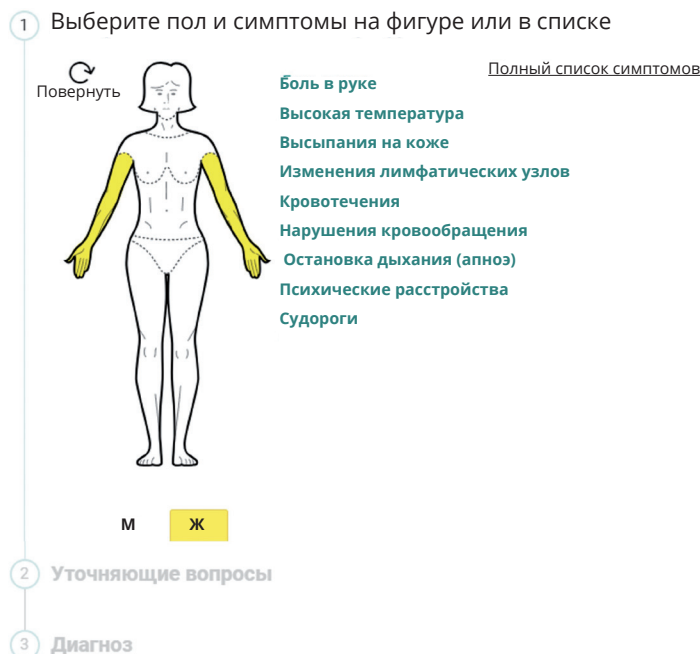 1 Выберите пол и симптомы на фигуре или в списке
Повернуть
Полный список симптомов
Боль в руке
Высокая температура
Высыпания на коже
Изменения лимфатических узлов
Кровотечения
Нарушения кровообращения
Остановка дыхания (апноэ)
Психические расстройства
Судороги
М Ж
2 Уточняющие вопросы
3 Диагноз